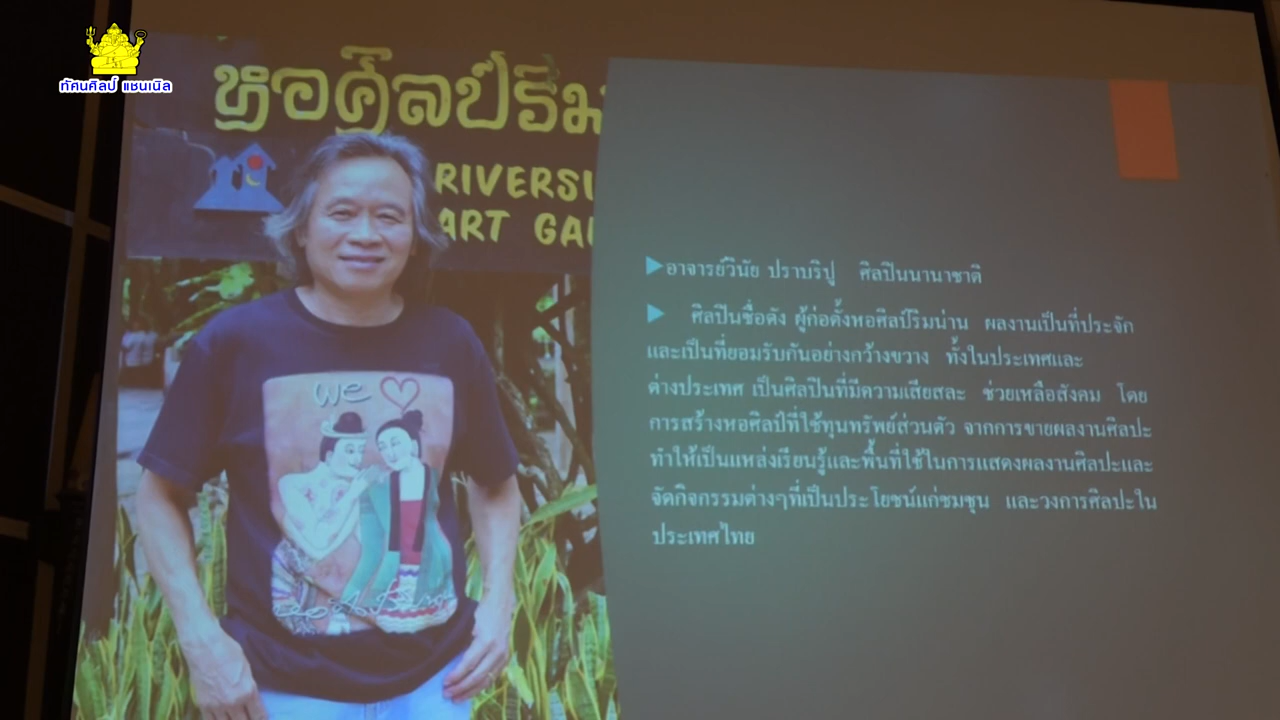 ทัศนศิลป์ แชนเนิล
หอศิลป์ริม
RIVERSI
ART GAL
we
อาจารย์วินัย ปราบริปู ศิลปินนานาชาติ
ศิลปินชื่อดัง ผู้ก่อตั้งหอศิลป์ริมน่าน ผลงานเป็นที่ประจัก
และเป็นที่ยอมรับกันอย่างกว้างขวาง ทั้งในประเทศและ
ต่างประเทศ เป็นศิลปินที่มีความเสียสละ ช่วยเหลือสังคม โดย
การสร้างหอศิลป์ที่ใช้ทุนทรัพย์ส่วนตัว จากการขายผลงานศิลปะ
ทำให้เป็นแหล่งเรียนรู้และพื้นที่ใช้ในการแสดงผลงานศิลปะและ
จัดกิจกรรมต่างๆที่เป็นประโยชน์แก่ชมชุน และวงการศิลปะใน
ประเทศไทย